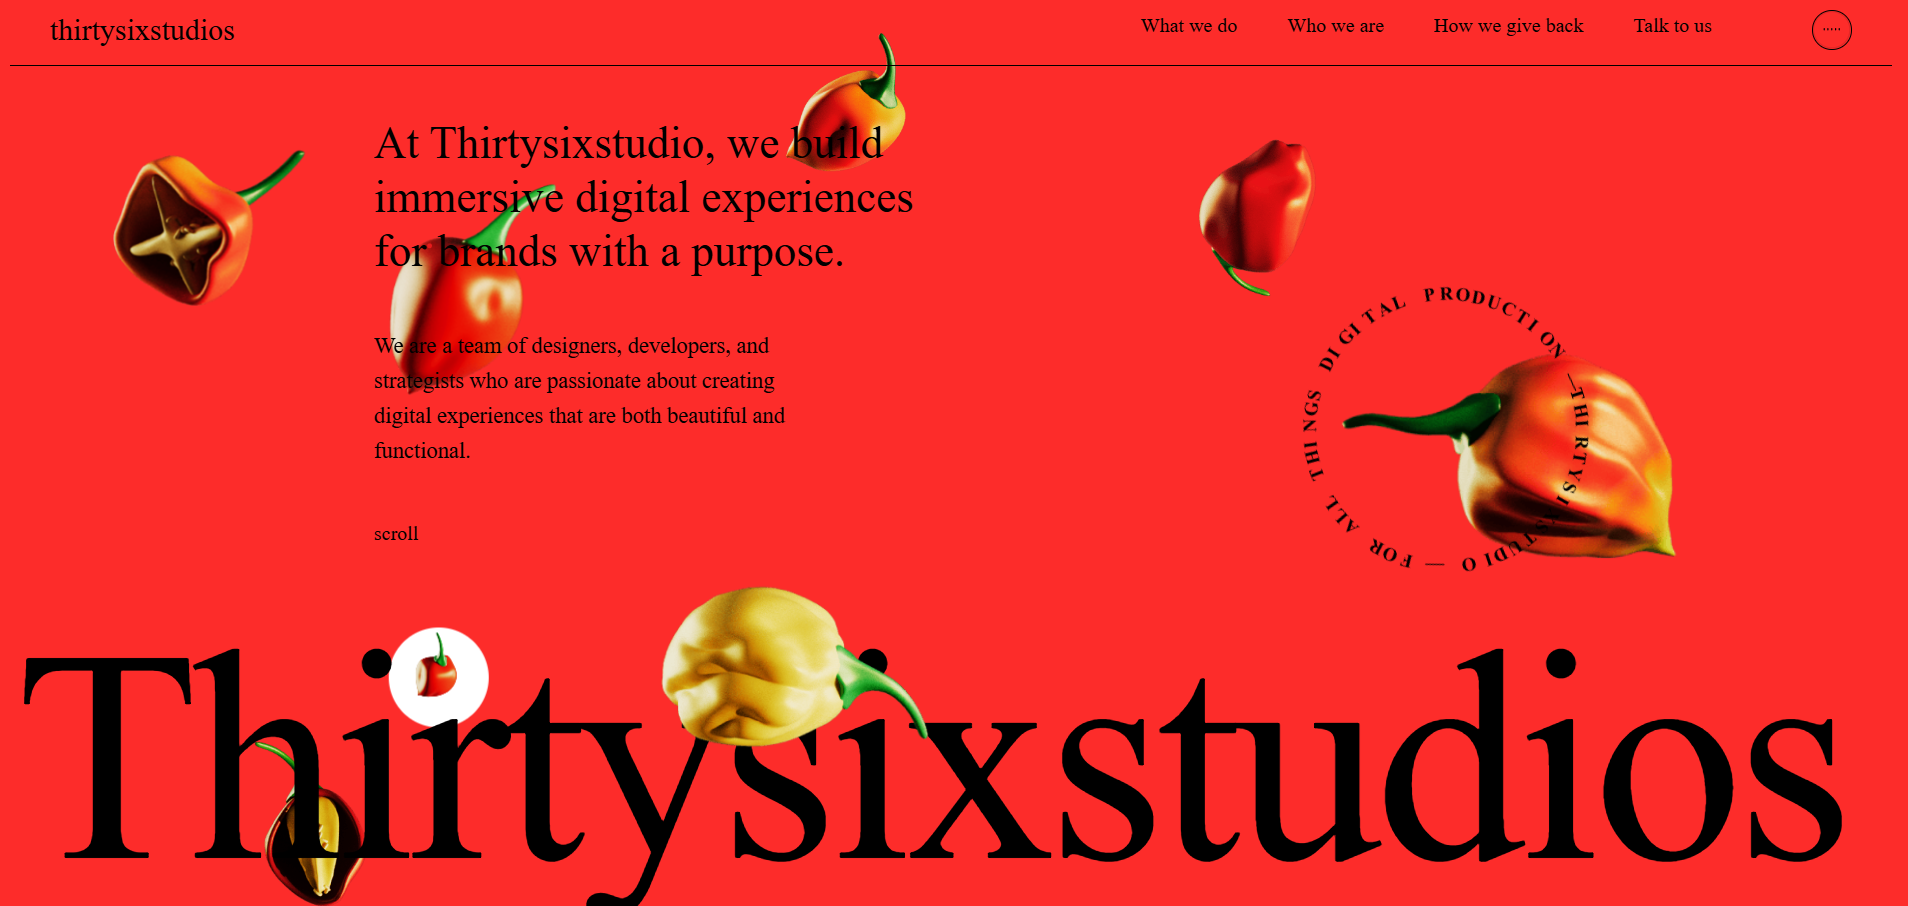 thirtysixstudios
What we do
Who we are
How we give back
Talk to us
.....
At Thirtysixstudio, we build
immersive digital experiences
for brands with a purpose.
We are a team of designers, developers, and
strategists who are passionate about creating
digital experiences that are both beautiful and
functional.
scroll
THIRTYSIXSTUDIO — FOR ALL THINGS DIGITAL PRODUCTION —
Thirtysixstudios